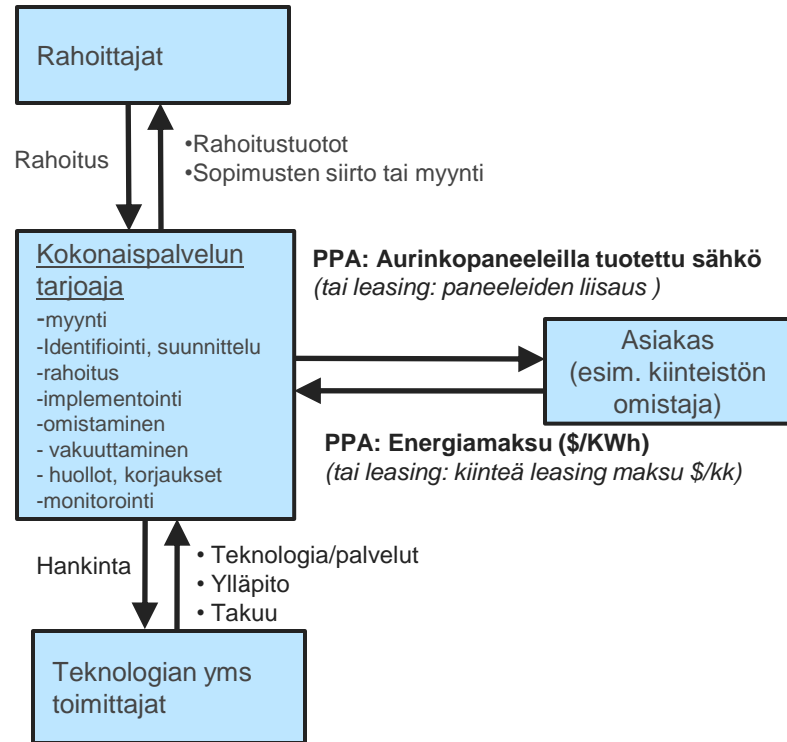 Rahoittajat
Rahoitus
•Rahoitustuotot
•Sopimusten siirto tai myynti
Kokonaispalvelun
tarjoaja
-myynti
-Identifiointi, suunnittelu
-rahoitus
-implementointi
-omistaminen
- vakuuttaminen
- huollot, korjaukset
-monitorointi
PPA: Aurinkopaneeleilla tuotettu sähkö
(tai leasing: paneeleiden liisaus )
Asiakas
(esim. kiinteistön
omistaja)
PPA: Energiamaksu ($/KWh)
(tai leasing: kiinteä leasing maksu $/kk)
Hankinta
• Teknologia/palvelut
• Ylläpito
• Takuu
Teknologian yms
toimittajat